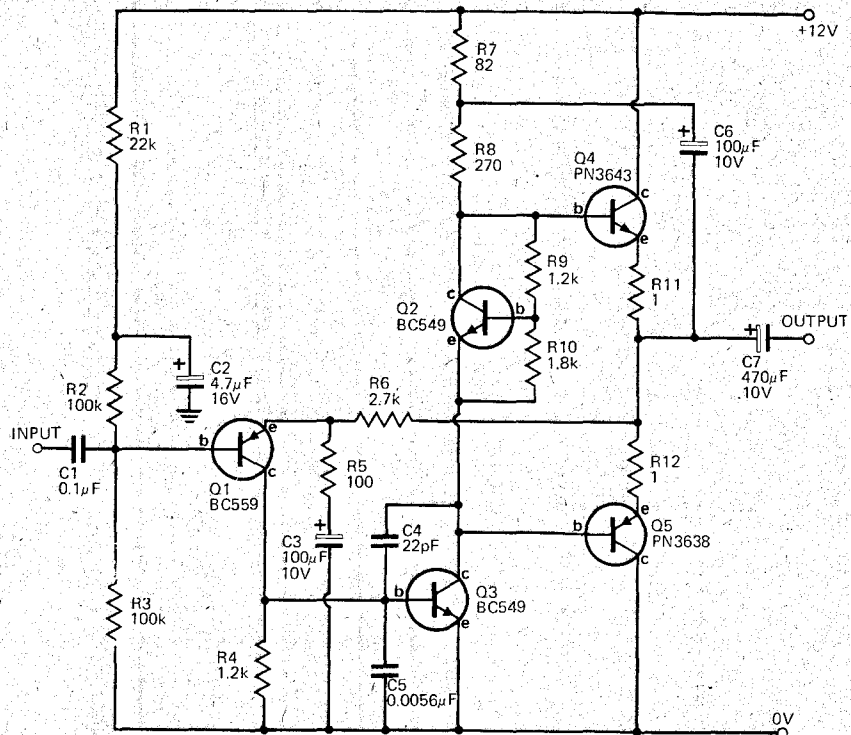 +12V
R7
82
R1
22k
R8
270
C6
+
100µF
10V
Q4
PN3643
c
b
e
R9
1.2k
R11
1
c
Q2
BC549
b
e
R10
1.8k
+
OUTPUT
C7
470µF
10V
+
C2
4.7µF
16V
R2
100k
R6
2.7k
INPUT
C1
0.1µF
b
e
c
Q1
BC559
R5
100
R12
1
e
b
Q5
PN3638
c
C3
+
100µF
10V
C4
22pF
c
b
Q3
BC549
e
R3
100k
R4
1.2k
C5
0.0056µF
0V